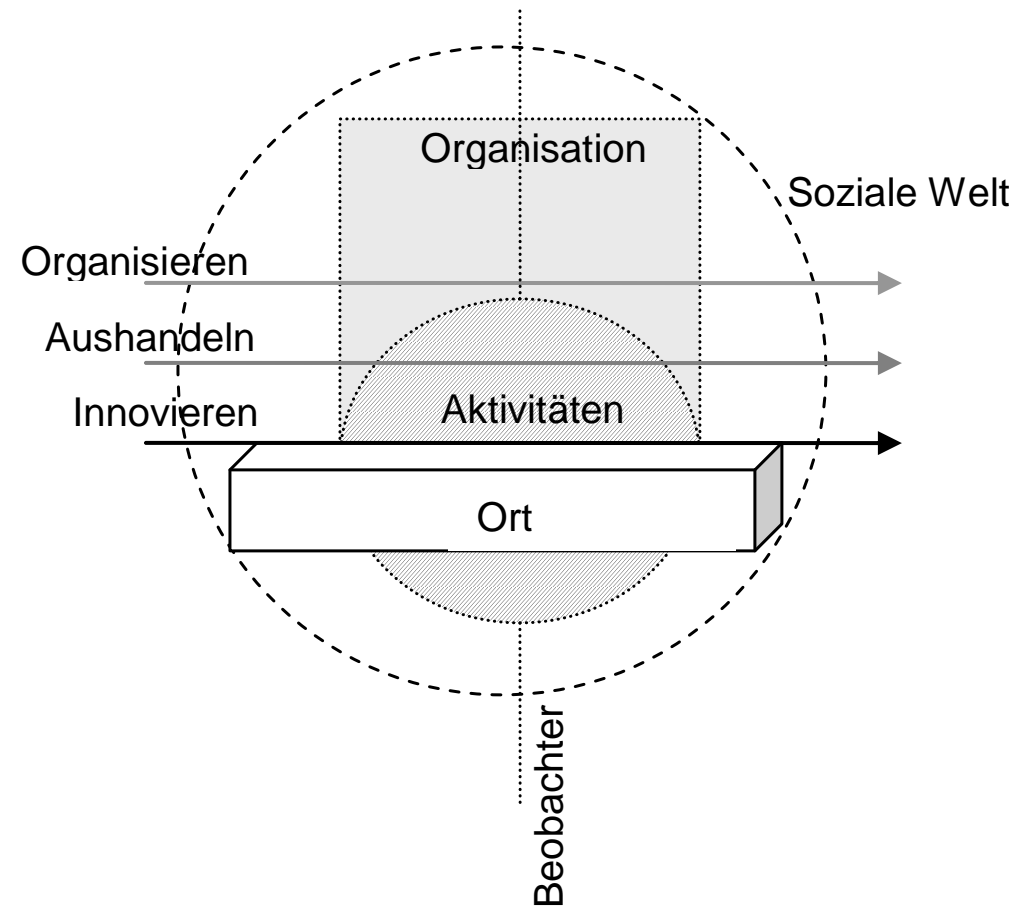 Organisation
Soziale Welt
Organisieren
Aushandeln
Innovieren
Aktivitäten
Ort
Beobachter